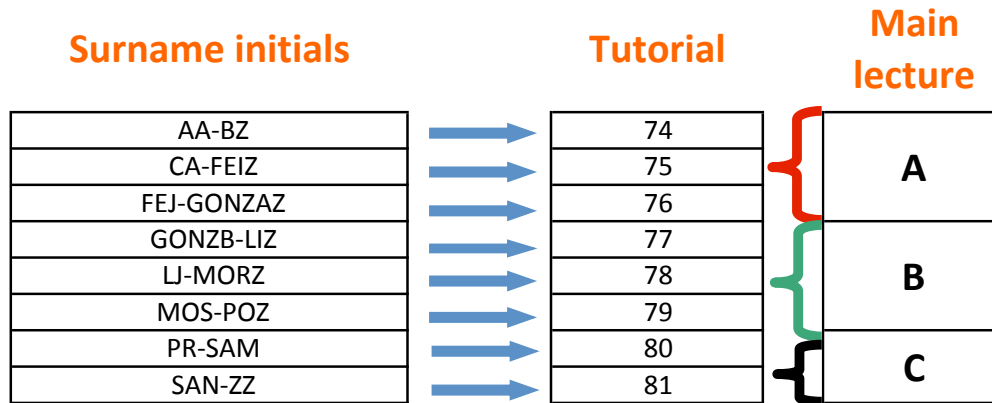 Surname initials Tutorial Main lecture
AA-BZ 74
CA-FEIZ 75 A
FEJ-GONZAZ 76
GONZB-LIZ 77
LJ-MORZ 78 B
MOS-POZ 79
PR-SAM 80
SAN-ZZ 81 C